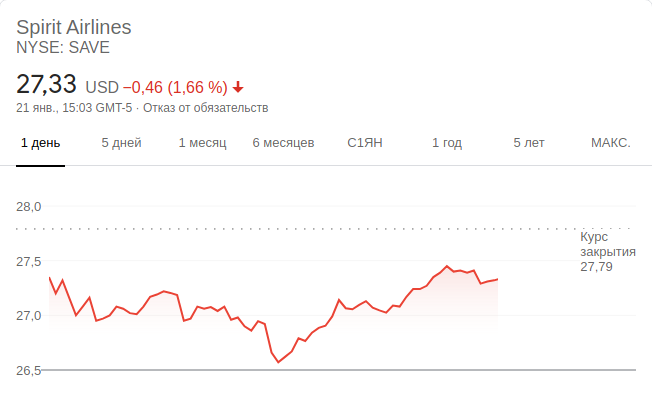 Spirit Airlines
NYSE: SAVE
27,33 USD −0,46 (1,66 %)
21 янв., 15:03 GMT-5 · Отказ от обязательств
1 день 5 дней 1 месяц 6 месяцев С1ЯН 1 год 5 лет МАКС.
28,0
Курс
закрытия
27,79
27,5
27,0
26,5